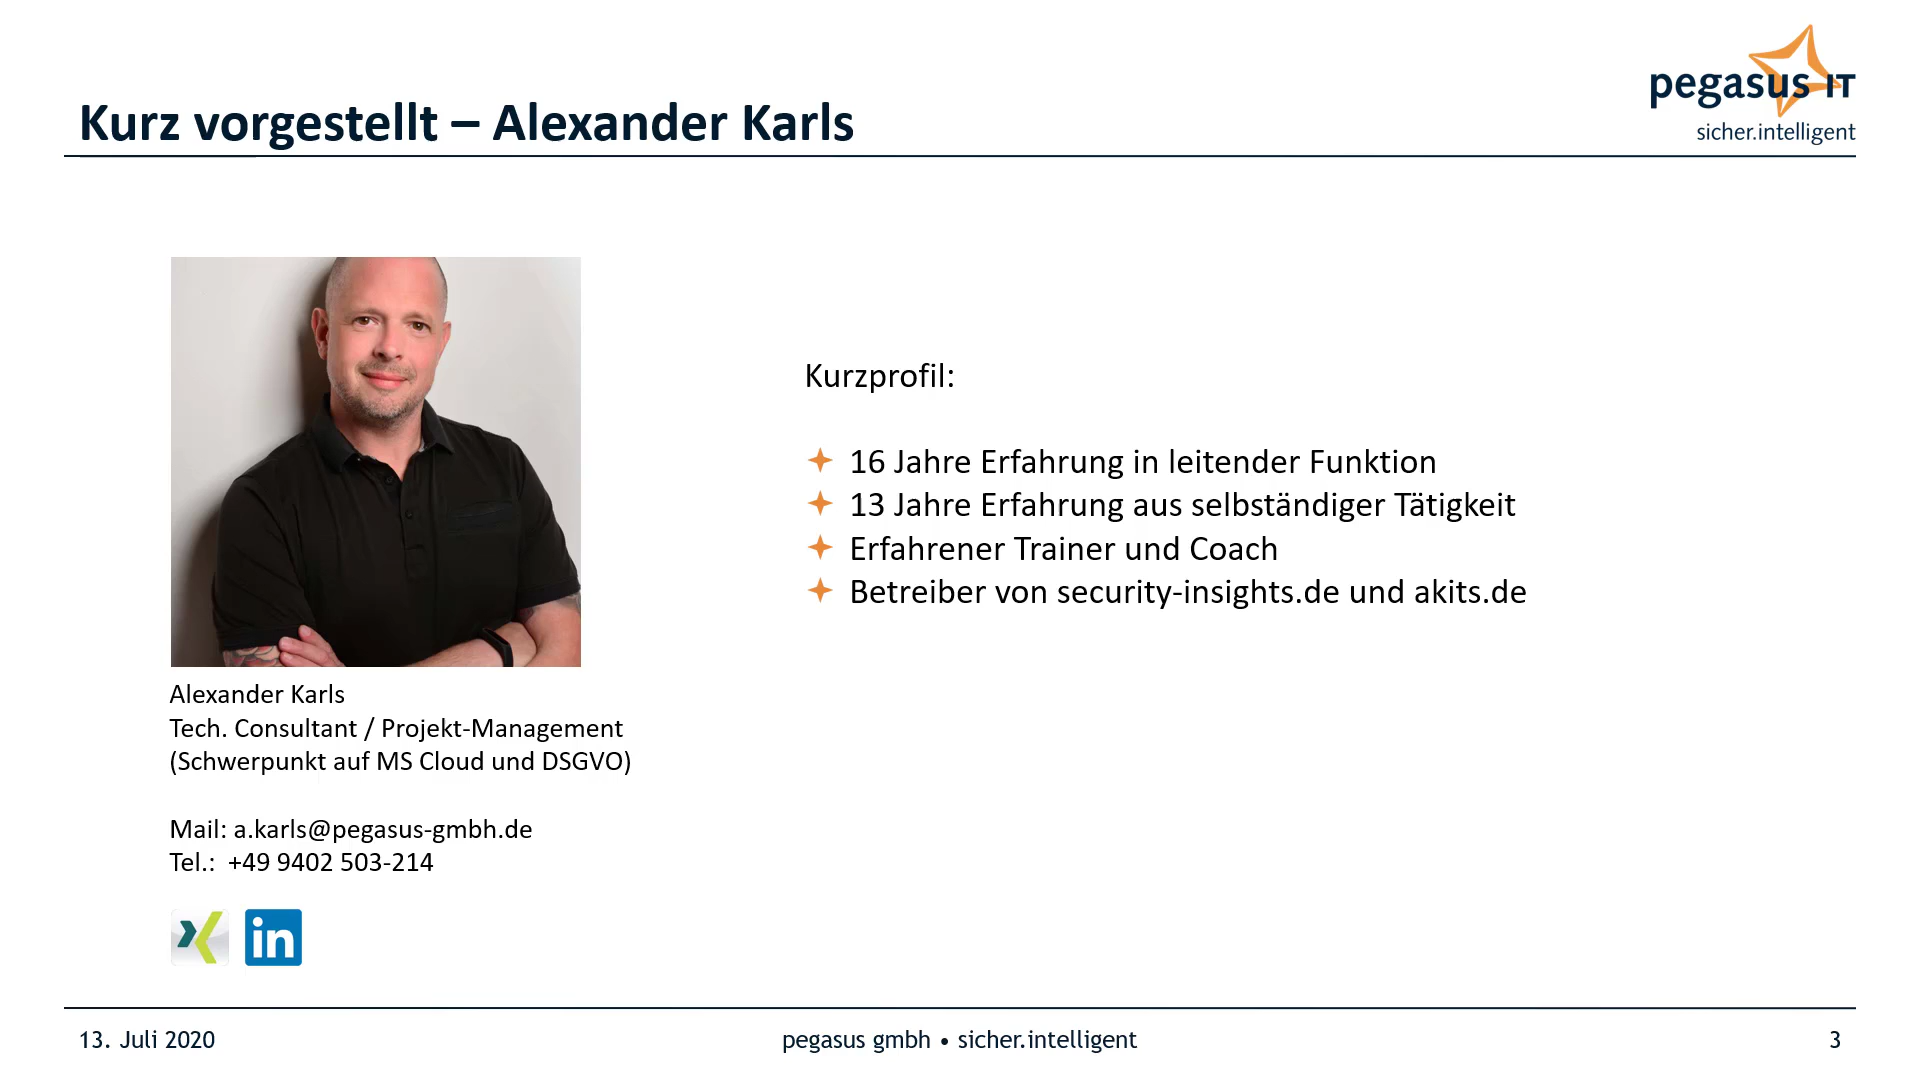 Kurz vorgestellt – Alexander Karls
pegasus IT
sicher.intelligent
Kurzprofil:
16 Jahre Erfahrung in leitender Funktion
13 Jahre Erfahrung aus selbständiger Tätigkeit
Erfahrener Trainer und Coach
Betreiber von security-insights.de und akits.de
Alexander Karls
Tech. Consultant / Projekt-Management
(Schwerpunkt auf MS Cloud und DSGVO)
Mail: a.karls@pegasus-gmbh.de
Tel.: +49 9402 503-214
in
13. Juli 2020
pegasus gmbh • sicher.intelligent
3